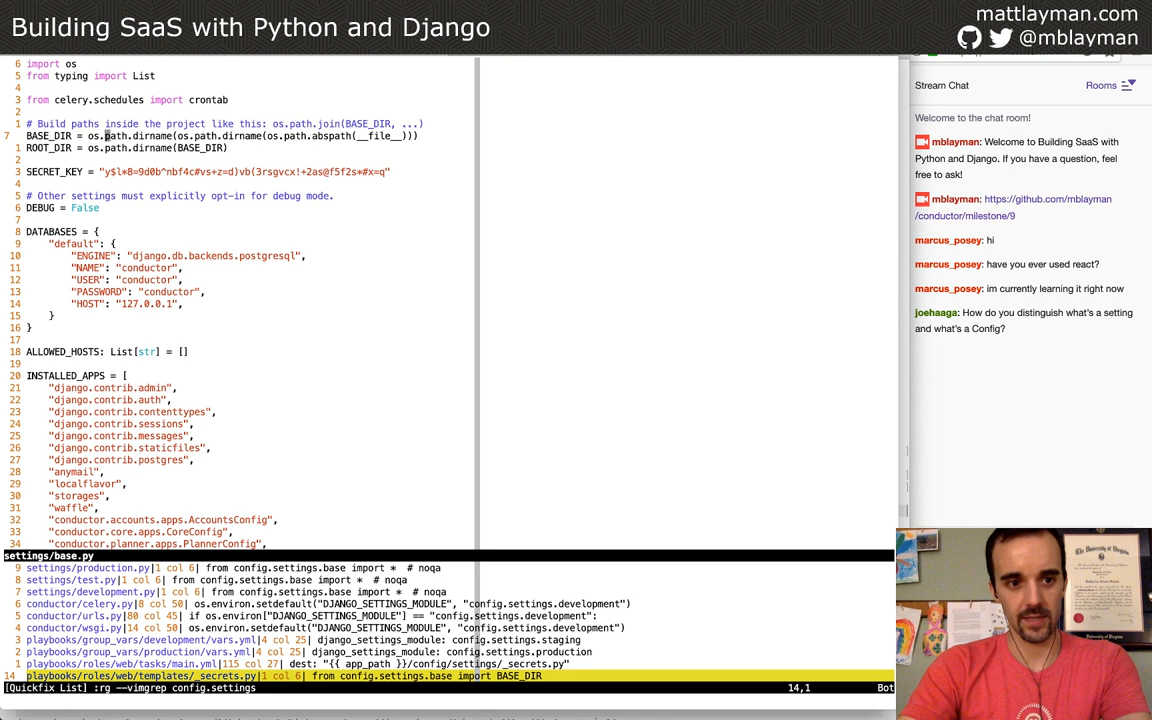 Building SaaS with Python and Django
mattlayman.com
@mblayman
6 import os
5 from typing import List
4
3 from celery.schedules import crontab
2
1 # Build paths inside the project like this: os.path.join(BASE_DIR, ...)
7 BASE_DIR = os.path.dirname(os.path.dirname(os.path.abspath(__file__)))
1 ROOT_DIR = os.path.dirname(BASE_DIR)
2
3 SECRET_KEY = "y$l*8=9d0b^nbf4c#vs+z=d)vb(3rsgvcx!+2as@f5f2s*#x=q"
4
5 # Other settings must explicitly opt-in for debug mode.
6 DEBUG = False
7
8 DATABASES = {
9 "default": {
10 "ENGINE": "django.db.backends.postgresql",
11 "NAME": "conductor",
12 "USER": "conductor",
13 "PASSWORD": "conductor",
14 "HOST": "127.0.0.1",
15 }
16 }
17
18 ALLOWED_HOSTS: List[str] = []
19
20 INSTALLED_APPS = [
21 "django.contrib.admin",
22 "django.contrib.auth",
23 "django.contrib.contenttypes",
24 "django.contrib.sessions",
25 "django.contrib.messages",
26 "django.contrib.staticfiles",
27 "django.contrib.postgres",
28 "anymail",
29 "localflavor",
30 "storages",
31 "waffle",
32 "conductor.accounts.apps.AccountsConfig",
33 "conductor.core.apps.CoreConfig",
34 "conductor.planner.apps.PlannerConfig",
settings/base.py
9 settings/production.py|1 col 6| from config.settings.base import * # noqa
8 settings/test.py|1 col 6| from config.settings.base import * # noqa
7 settings/development.py|1 col 6| from config.settings.base import * # noqa
6 conductor/celery.py|8 col 50| os.environ.setdefault("DJANGO_SETTINGS_MODULE", "config.settings.development")
5 conductor/urls.py|80 col 45| if os.environ["DJANGO_SETTINGS_MODULE"] == "config.settings.development":
4 conductor/wsgi.py|14 col 50| os.environ.setdefault("DJANGO_SETTINGS_MODULE", "config.settings.development")
3 playbooks/group_vars/development/vars.yml|4 col 25| django_settings_module: config.settings.staging
2 playbooks/group_vars/production/vars.yml|4 col 25| django_settings_module: config.settings.production
1 playbooks/roles/web/tasks/main.yml|115 col 27| dest: "{{ app_path }}/config/settings/_secrets.py"
14 playbooks/roles/web/templates/_secrets.py|1 col 6| from config.settings.base import BASE_DIR
[Quickfix List] :rg --vimgrep config.settings 14,1 Bot
Stream Chat
Rooms
Welcome to the chat room!
mblayman: Welcome to Building SaaS with
Python and Django. If you have a question, feel
free to ask!
mblayman: https://github.com/mblayman
/conductor/milestone/9
marcus_posey: hi
marcus_posey: have you ever used react?
marcus_posey: im currently learning it right now
joehaaga: How do you distinguish what's a setting
and what's a Config?